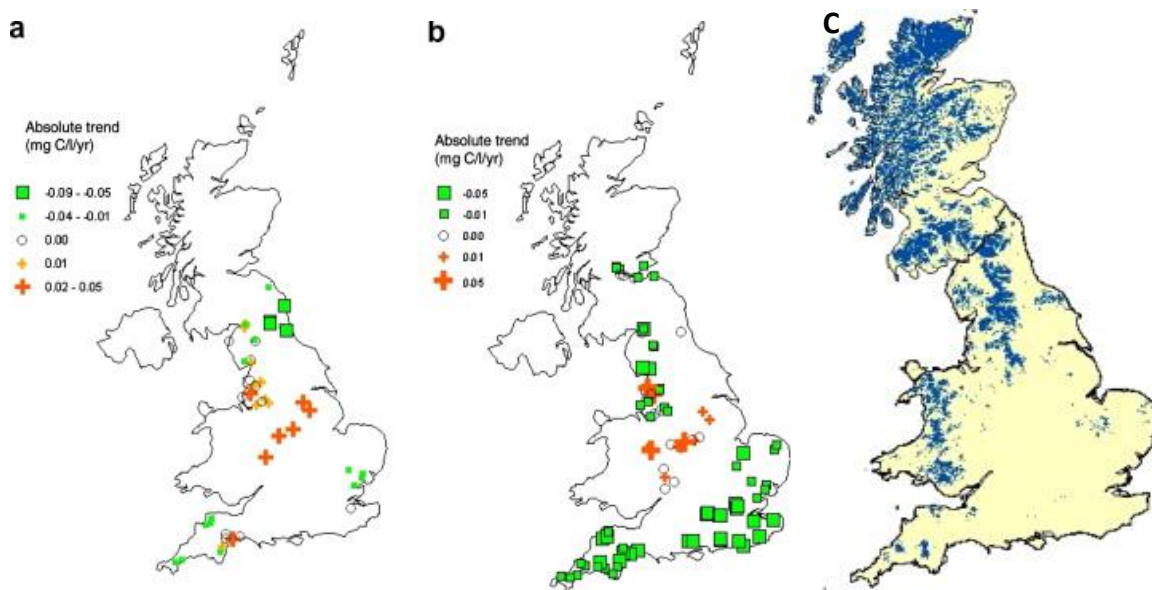 a
Absolute trend
(mg C/l/yr)
-0.09 - -0.05
-0.04 - -0.01
0.00
0.01
0.02 - 0.05
b
Absolute trend
(mg C/l/yr)
-0.05
-0.01
0.00
0.01
0.05
C